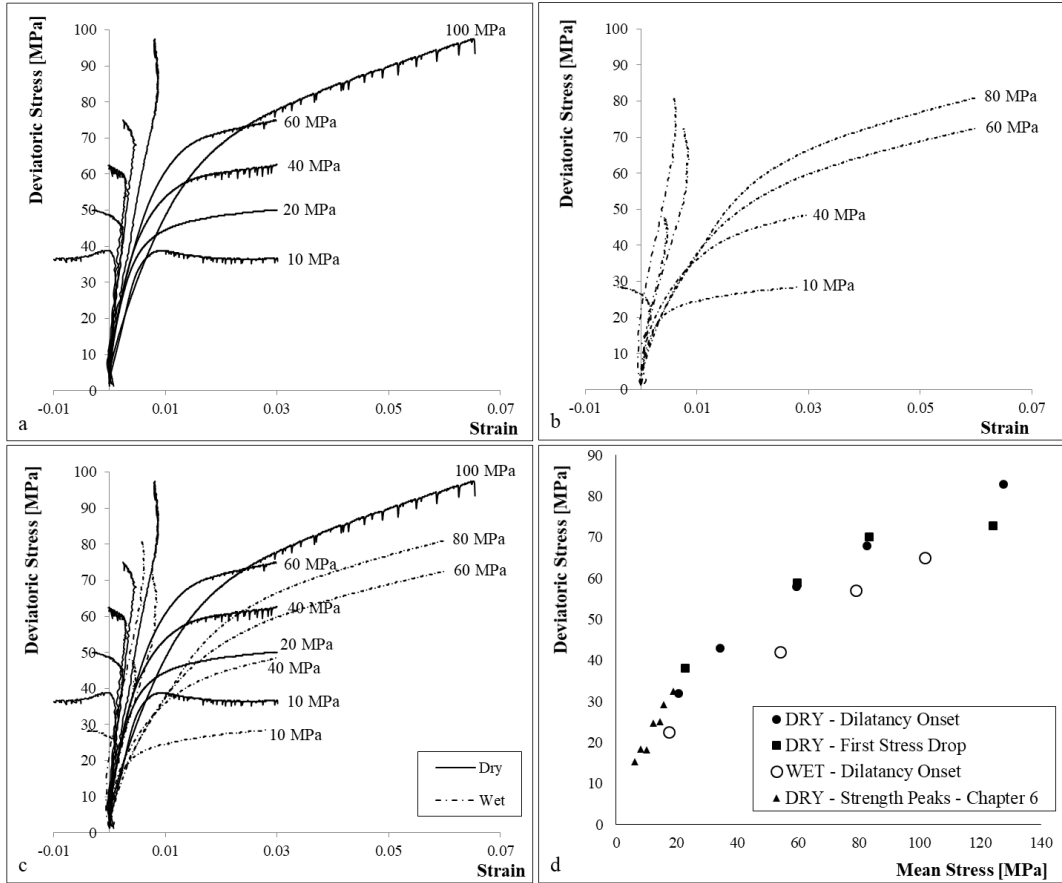 Deviatoric Stress [MPa]
100
90
80
70
60
50
40
30
20
10
0
-0.01
0.01
0.03
0.05
0.07
Strain
100 MPa
60 MPa
40 MPa
20 MPa
10 MPa
a
Deviatoric Stress [MPa]
100
90
80
70
60
50
40
30
20
10
0
-0.01
0.01
0.03
0.05
0.07
Strain
80 MPa
60 MPa
40 MPa
10 MPa
b
Deviatoric Stress [MPa]
100
90
80
70
60
50
40
30
20
10
0
-0.01
0.01
0.03
0.05
0.07
Strain
100 MPa
80 MPa
60 MPa
60 MPa
40 MPa
20 MPa
40 MPa
10 MPa
10 MPa
Dry
Wet
c
Deviatoric Stress [MPa]
90
80
70
60
50
40
30
20
10
0
0
20
40
60
80
100
120
140
Mean Stress [MPa]
DRY - Dilatancy Onset
DRY - First Stress Drop
WET - Dilatancy Onset
DRY - Strength Peaks - Chapter 6
d